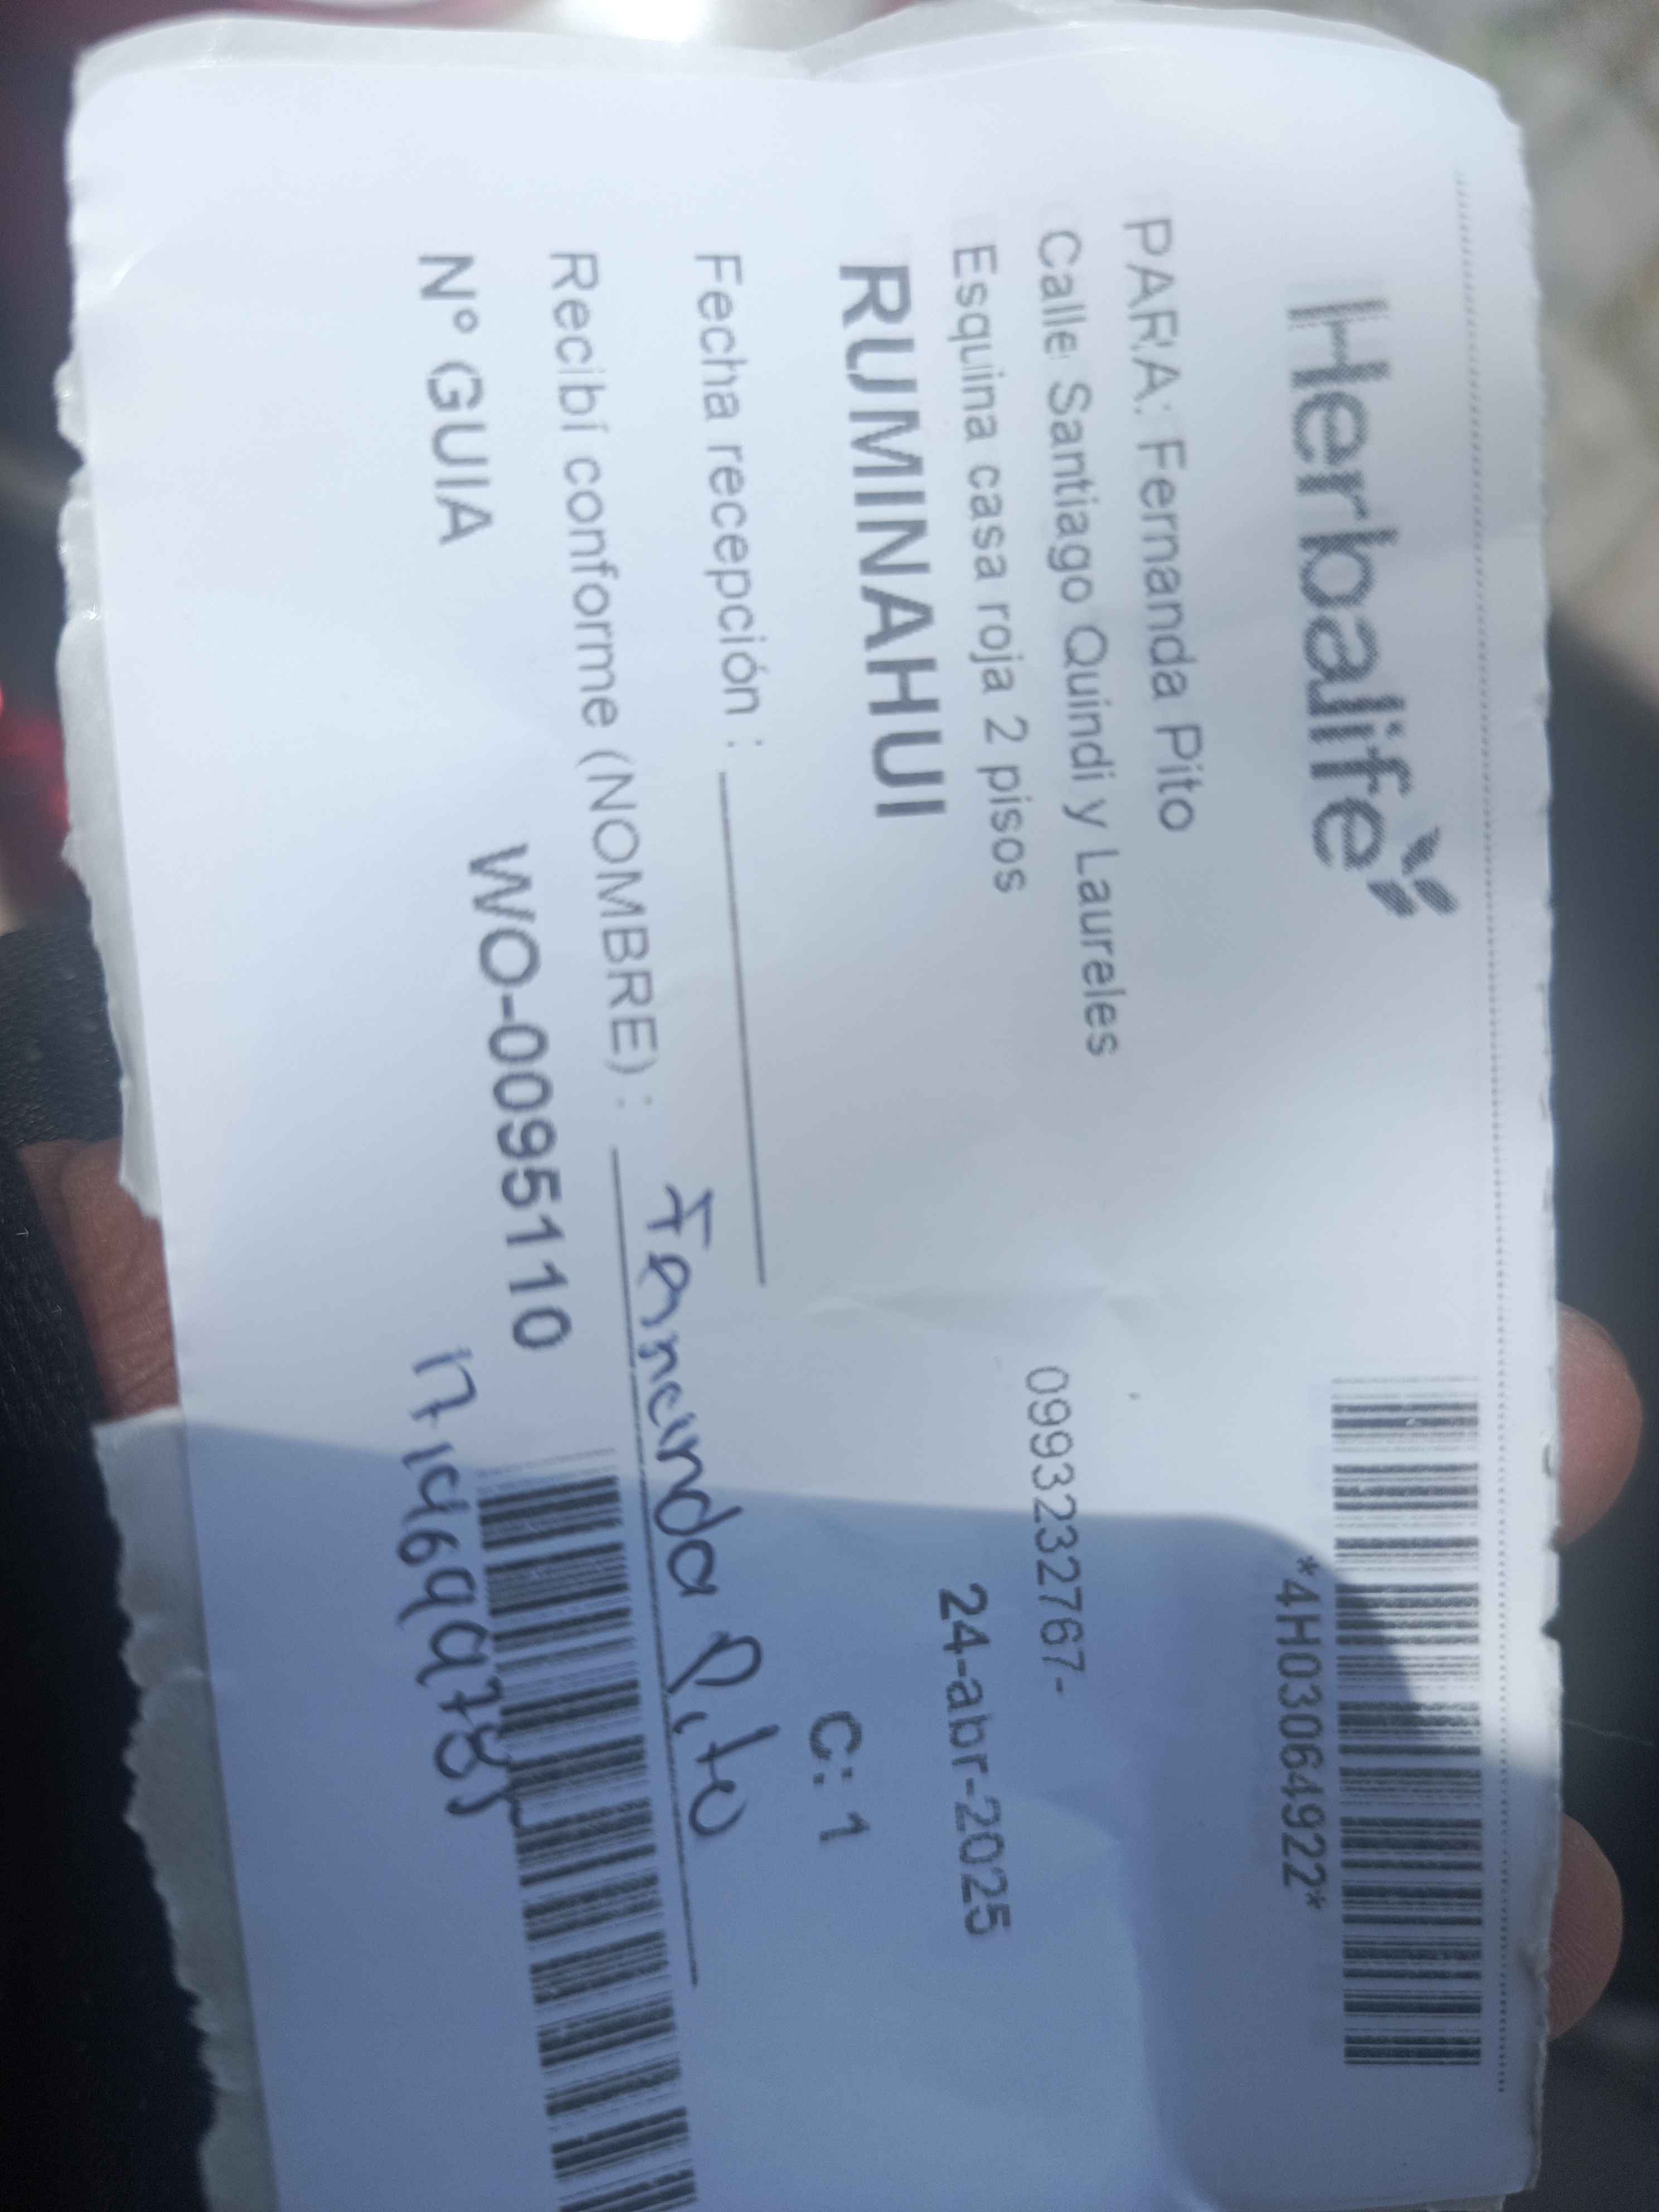 Herbalife
*4H03064922*
PARA: Fernanda Pito
Calle Santiago Quindi y Laureles
0993232767-
Esquina casa roja 2 pisos
24-abr-2025
RUMINAHUI
C: 1
Fecha recepción :
Recibí conforme (NOMBRE) : Fernanda Pito
N° GUIA
WO-0095110